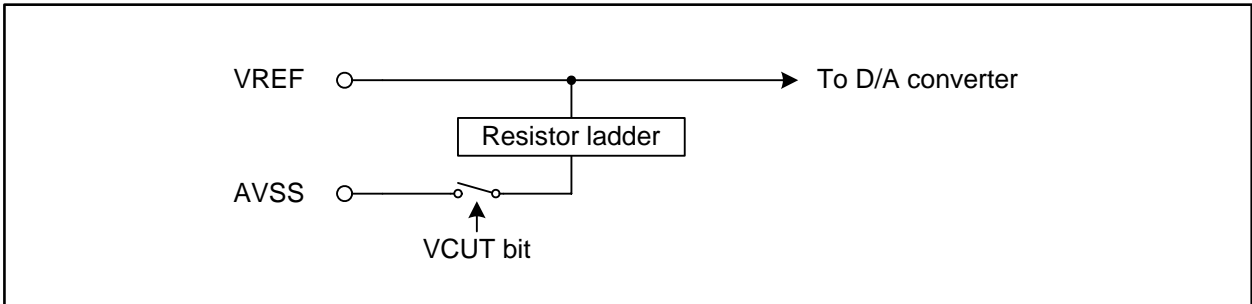 VREF
To D/A converter
Resistor ladder
AVSS
VCUT bit